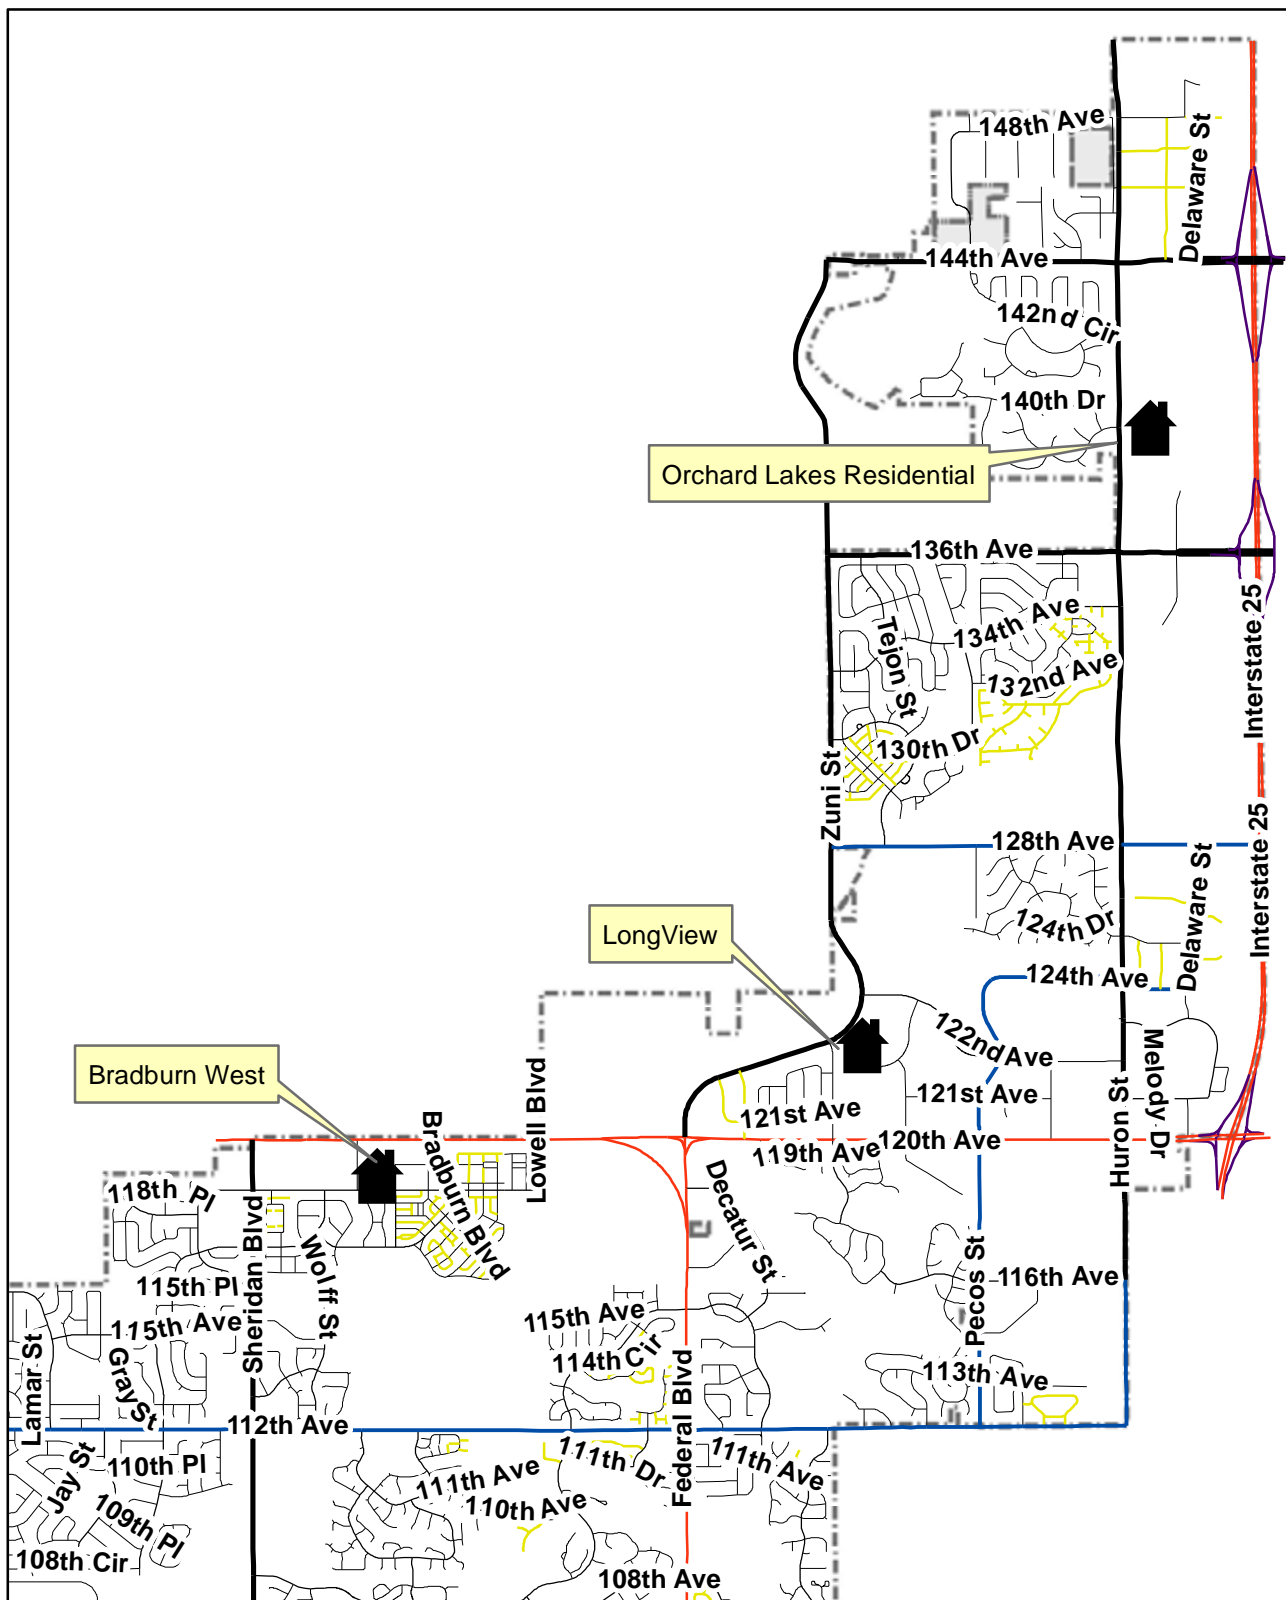 148th Ave
Delaware St
144th Ave
142nd Cir
140th Dr
Orchard Lakes Residential
136th Ave
Interstate 25
134th Ave
Tejon St
132nd Ave
130th Dr
Zuni St
128th Ave
Interstate 25
Delaware St
124th Dr
LongView
124th Ave
122nd Ave
Melody Dr
Bradburn West
Lowell Blvd
121st Ave
121st Ave
Huron St
Bradburn Blvd
120th Ave
119th Ave
Decatur St
118th Pl
Sheridan Blvd
Wolff St
Pecos St
116th Ave
115th Pl
115th Ave
115th Ave
114th Cir
Lamar St
Gray St
Federal Blvd
113th Ave
112th Ave
111th Dr
111th Ave
110th Pl
111th Ave
Jay St
109th Pl
110th Ave
108th Cir
108th Ave